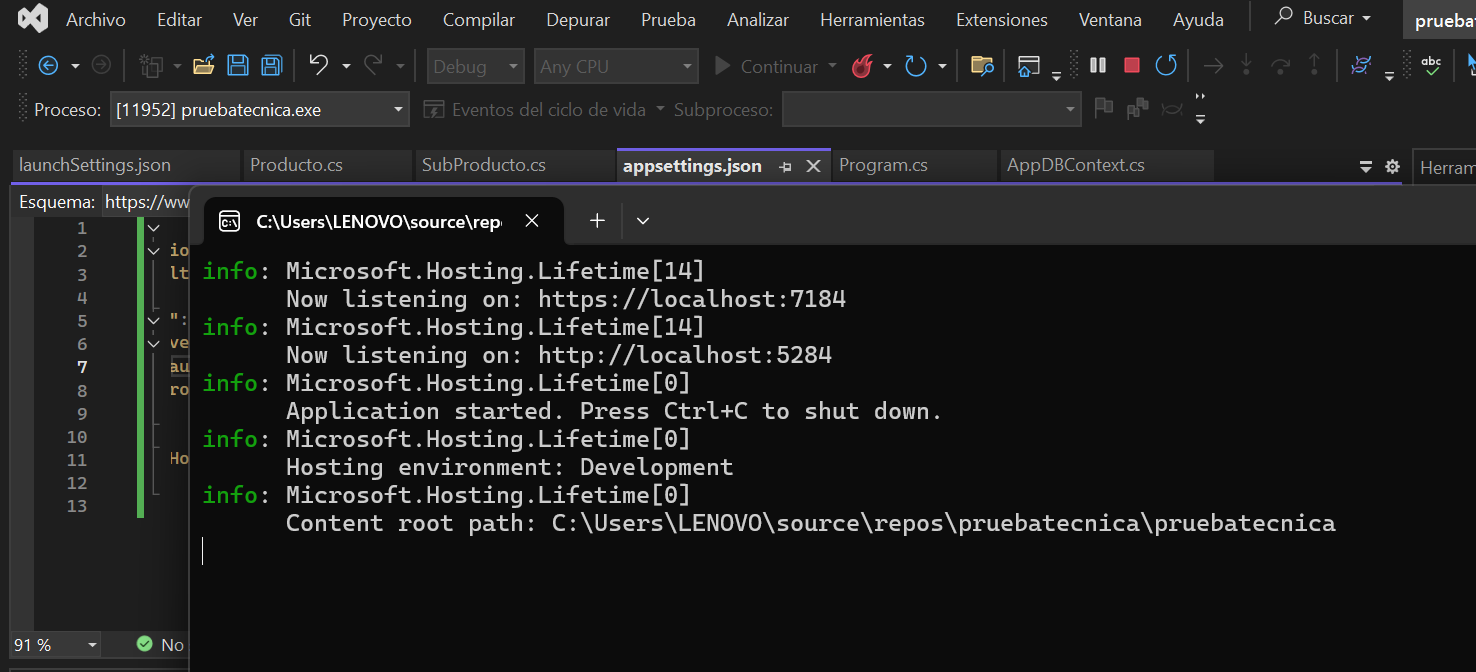 Archivo Editar Ver Git Proyecto Compilar Depurar Prueba Analizar Herramientas Extensiones Ventana Ayuda Buscar prueba
Debug Any CPU Continuar abc
Proceso: [11952] pruebatecnica.exe Eventos del ciclo de vida Subproceso:
launchSettings.json Producto.cs SubProducto.cs appsettings.json Program.cs AppDBContext.cs Herram
Esquema: https://ww
C:\Users\LENOVO\source\rep
1
2 io
3 lt
4
5 ":
6 ve
7 au
8 ro
9
10
11 Ho
12
13
info: Microsoft.Hosting.Lifetime[14]
Now listening on: https://localhost:7184
info: Microsoft.Hosting.Lifetime[14]
Now listening on: http://localhost:5284
info: Microsoft.Hosting.Lifetime[0]
Application started. Press Ctrl+C to shut down.
info: Microsoft.Hosting.Lifetime[0]
Hosting environment: Development
info: Microsoft.Hosting.Lifetime[0]
Content root path: C:\Users\LENOVO\source\repos\pruebatecnica\pruebatecnica
91 % No